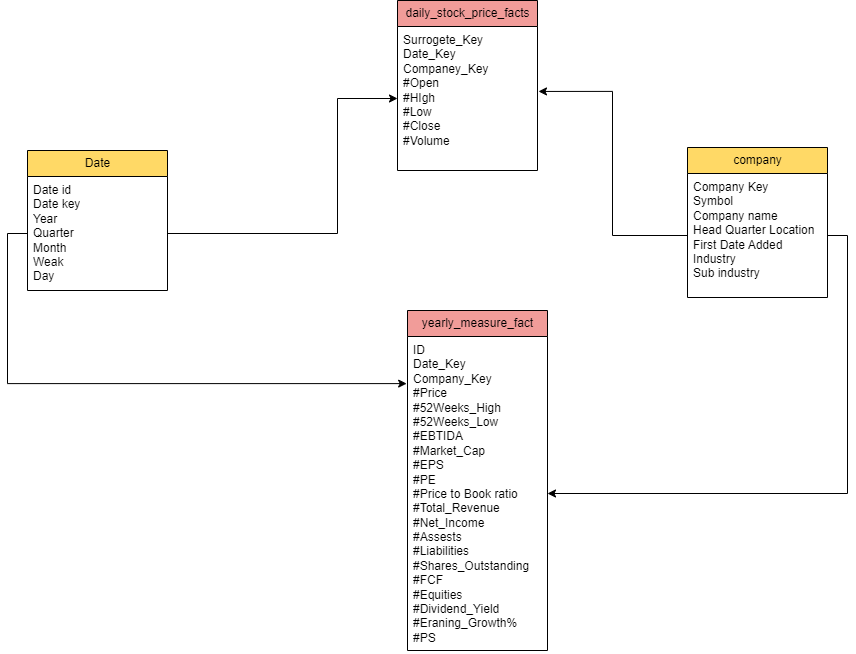 daily_stock_price_facts
Surrogete_Key
Date_Key
Companey_Key
#Open
#HIgh
#Low
#Close
#Volume
Date
Date id
Date key
Year
Quarter
Month
Weak
Day
company
Company Key
Symbol
Company name
Head Quarter Location
First Date Added
Industry
Sub industry
yearly_measure_fact
ID
Date_Key
Company_Key
#Price
#52Weeks_High
#52Weeks_Low
#EBTIDA
#Market_Cap
#EPS
#PE
#Price to Book ratio
#Total_Revenue
#Net_Income
#Assests
#Liabilities
#Shares_Outstanding
#FCF
#Equities
#Dividend_Yield
#Eraning_Growth%
#PS